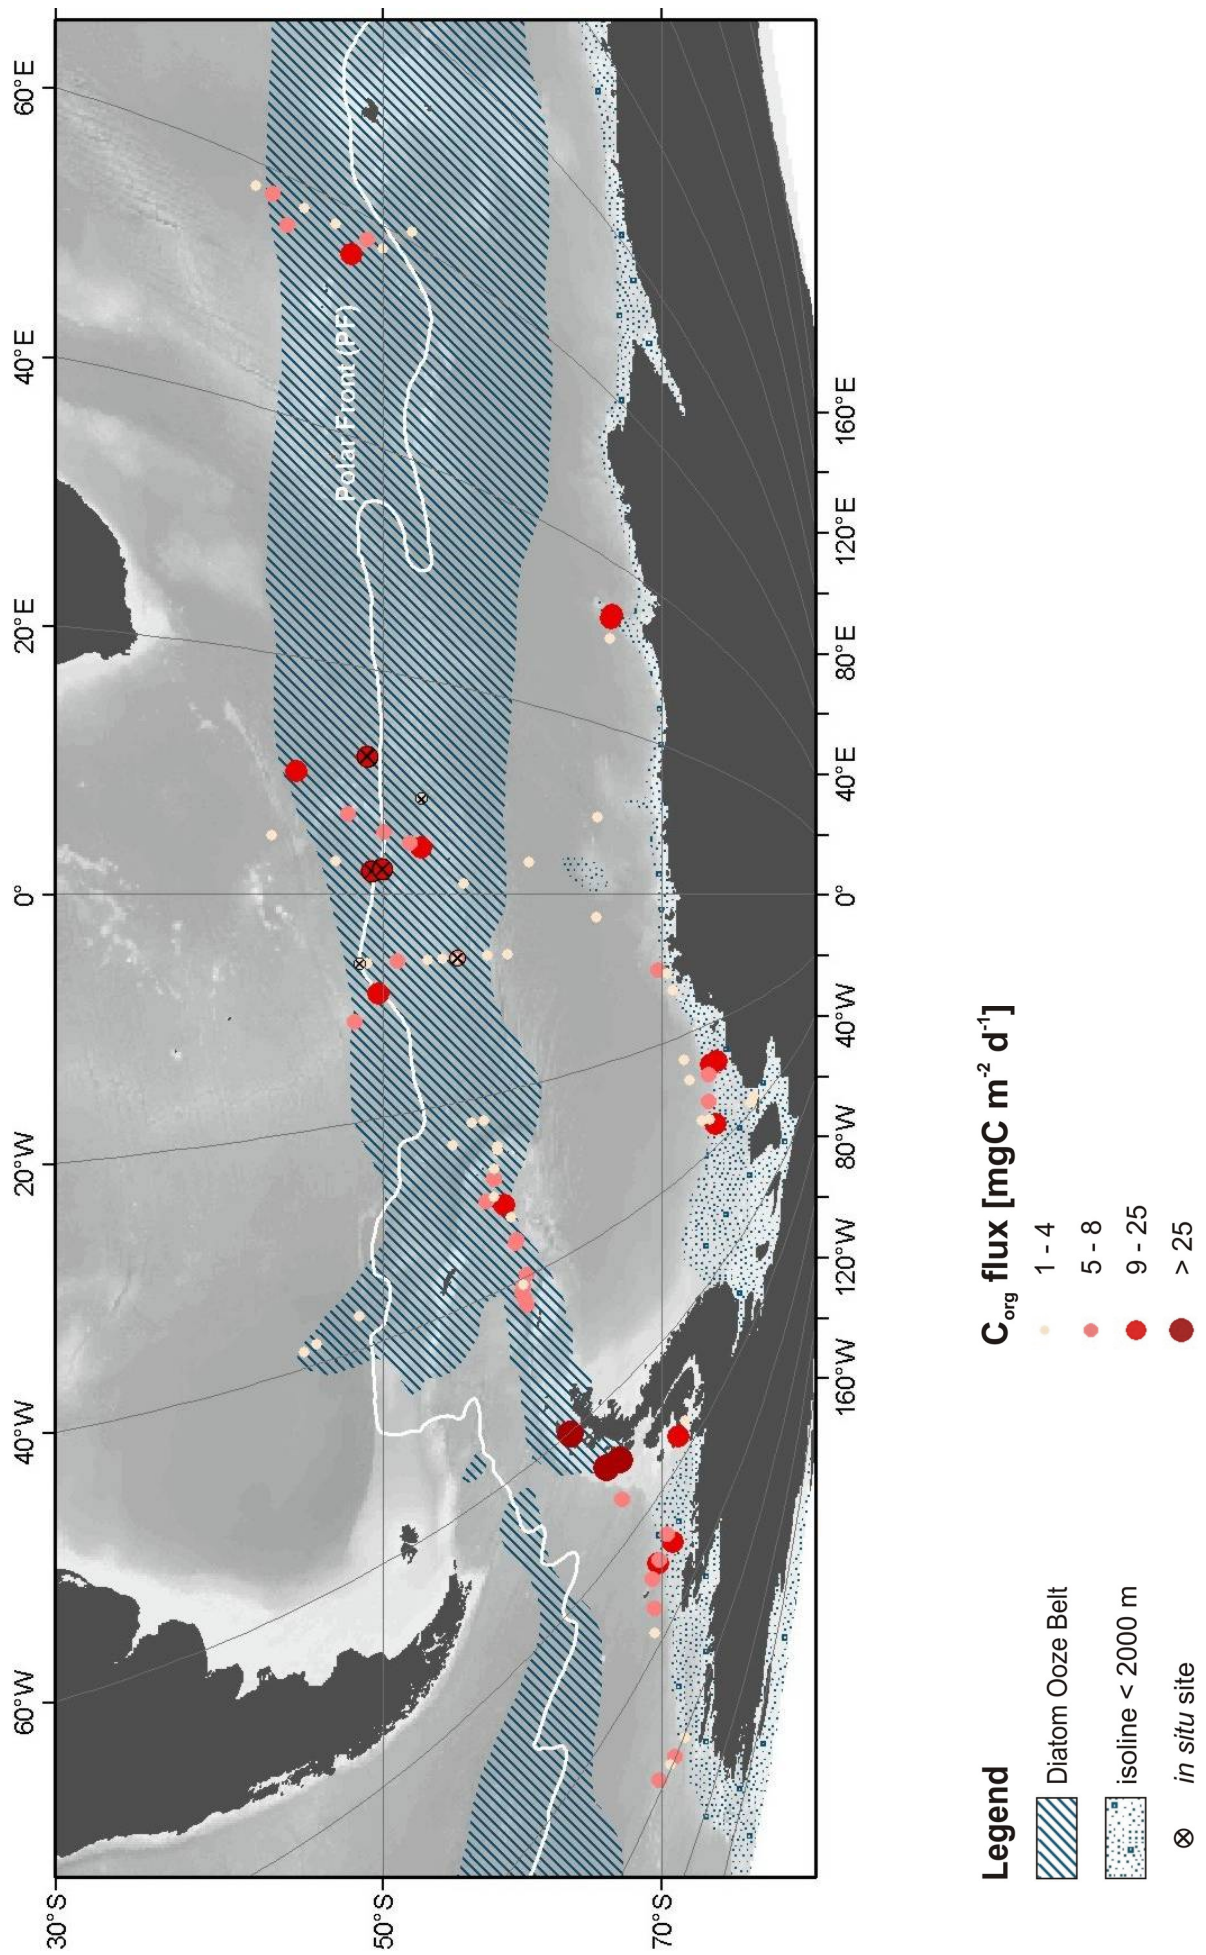 60°W
40°W
20°W
0°
20°E
40°E
60°E
30°S
50°S
70°S
Polar Front (PF)
160°W
120°W
80°W
40°W
0°
40°E
80°E
120°E
160°E
Legend
Diatom Ooze Belt
isoline < 2000 m
in situ site
Corg flux [mgC m-2 d-1]
1 - 4
5 - 8
9 - 25
> 25